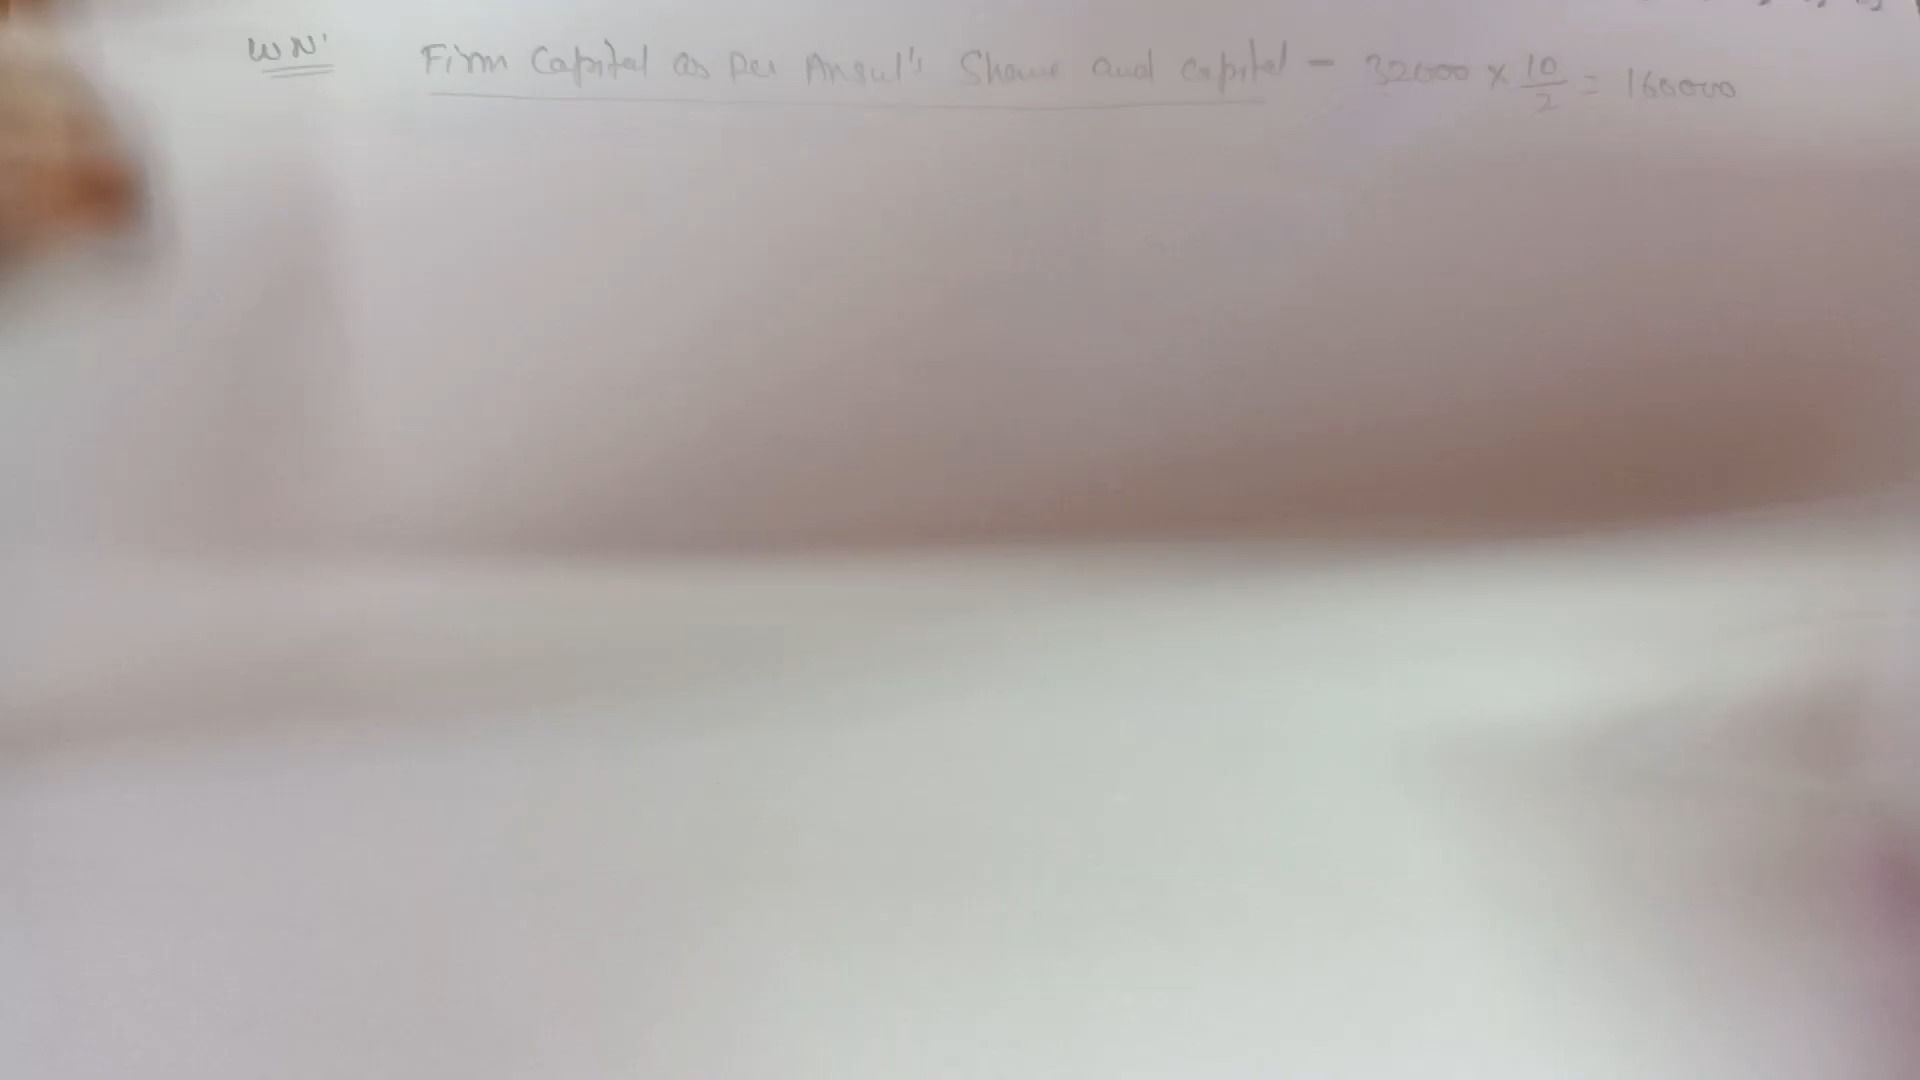 WN' Firm Capital as per Ansul's Share and capital - 32000 × 10/2 = 160000